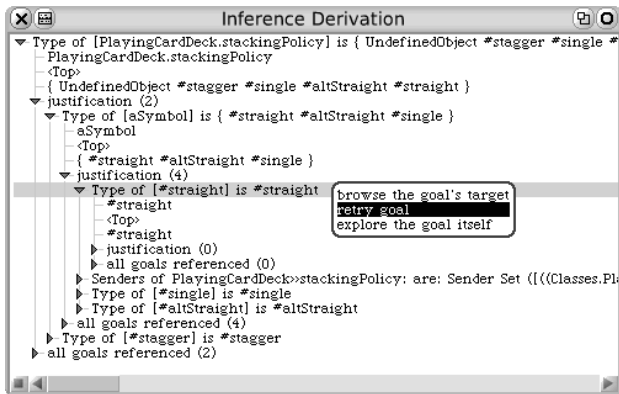 Inference Derivation
Type of [PlayingCardDeck.stackingPolicy] is { UndefinedObject #stagger #single #
PlayingCardDeck.stackingPolicy
<Top>
{ UndefinedObject #stagger #single #altStraight #straight }
justification (2)
Type of [aSymbol] is { #straight #altStraight #single }
aSymbol
<Top>
{ #straight #altStraight #single }
justification (4)
Type of [#straight] is #straight
browse the goal's target
#straight
retry goal
<Top>
explore the goal itself
#straight
justification (0)
all goals referenced (0)
Senders of PlayingCardDeck>>stackingPolicy: are: Sender Set ([((Classes.Pl
Type of [#single] is #single
Type of [#altStraight] is #altStraight
all goals referenced (4)
Type of [#stagger] is #stagger
all goals referenced (2)